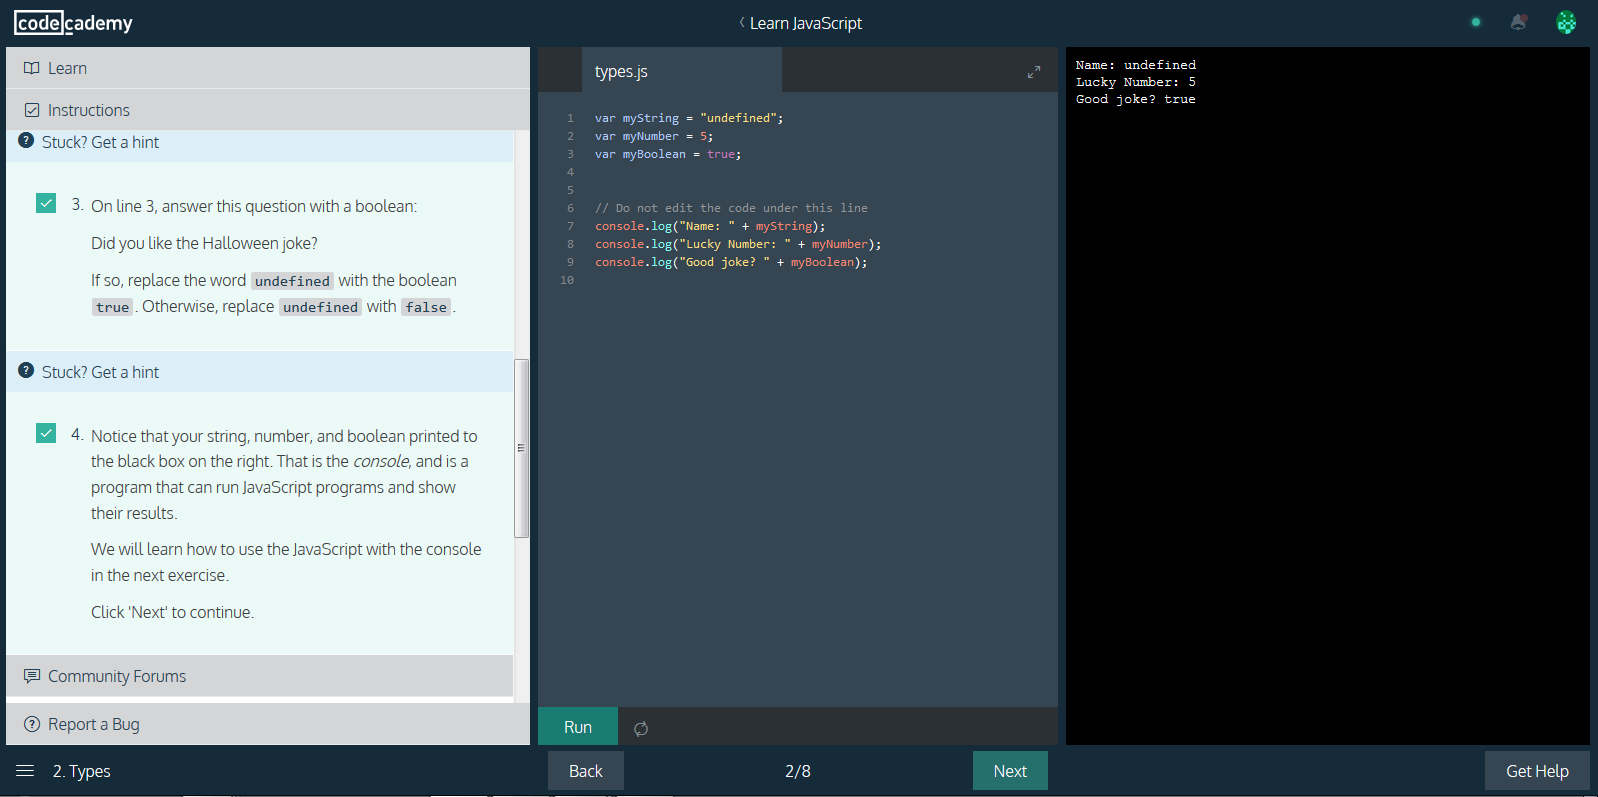 codecademy
Learn JavaScript
Learn
Instructions
Stuck? Get a hint
3. On line 3, answer this question with a boolean:
Did you like the Halloween joke?
If so, replace the word undefined with the boolean
true. Otherwise, replace undefined with false.
Stuck? Get a hint
4. Notice that your string, number, and boolean printed to
the black box on the right. That is the console, and is a
program that can run JavaScript programs and show
their results.
We will learn how to use the JavaScript with the console
in the next exercise.
Click 'Next' to continue.
Community Forums
Report a Bug
types.js
1 var myString = "undefined";
2 var myNumber = 5;
3 var myBoolean = true;
4
5
6 // Do not edit the code under this line
7 console.log("Name: " + myString);
8 console.log("Lucky Number: " + myNumber);
9 console.log("Good joke? " + myBoolean);
10
Run
Name: undefined
Lucky Number: 5
Good joke? true
2. Types
Back
2/8
Next
Get Help